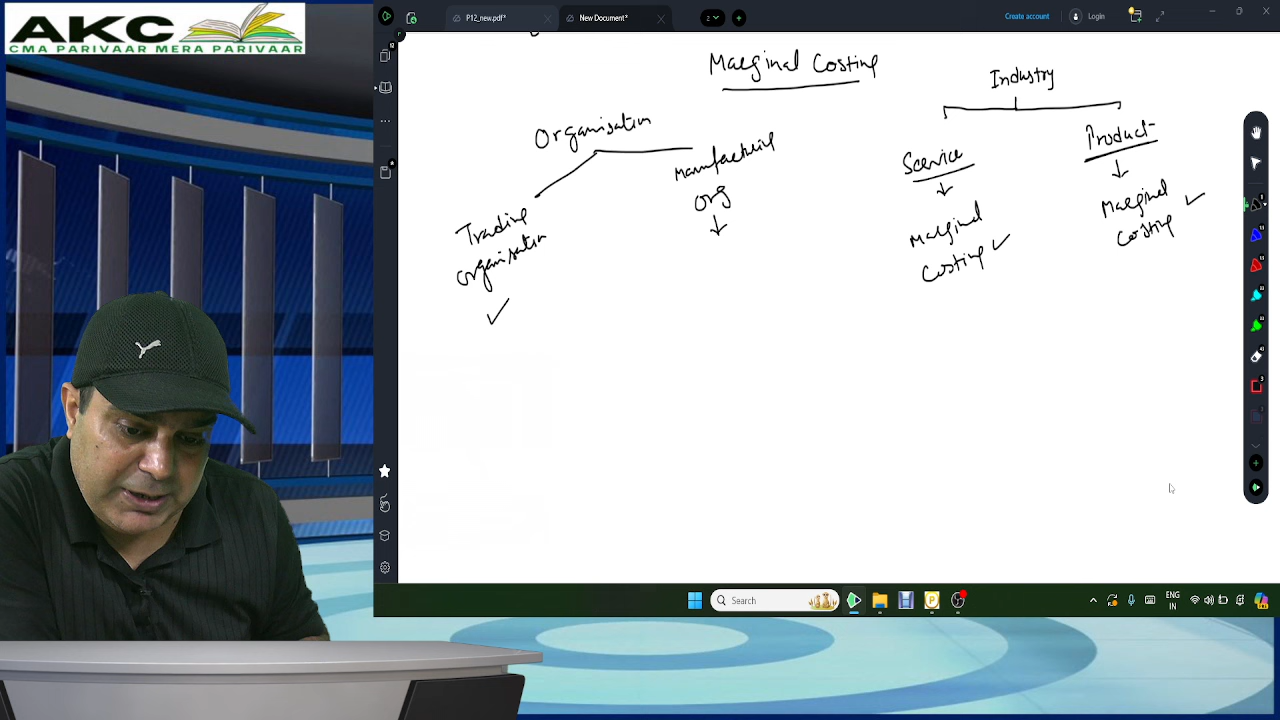 AKC
CMA PARIVAAR MERA PARIVAAR
P12_new.pdf*
New Document*
Create account
Login
Marginal Costing
Organisation
Trading
organisation
Manufacturing
org
Industry
Service
Marginal
Costing
Product
Marginal
Costing
Search
ENG
IN